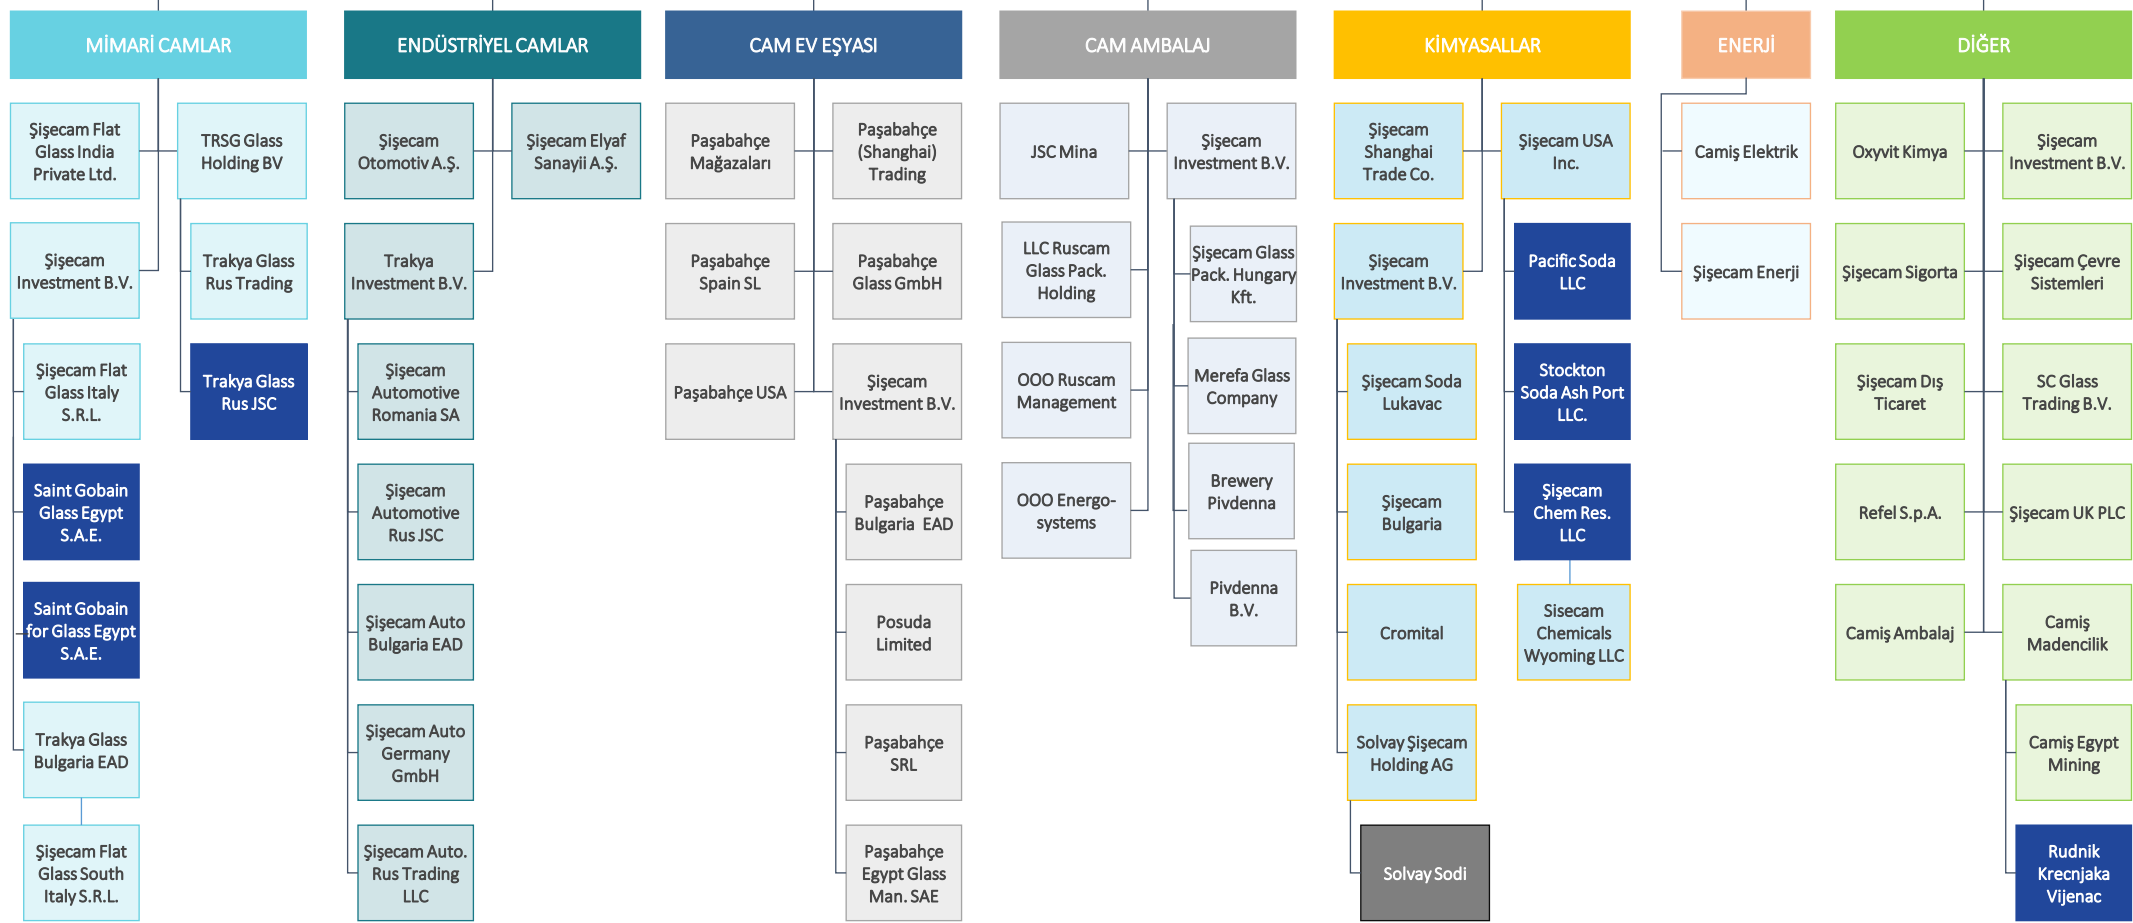 MİMARİ CAMLAR
Şişecam Flat
Glass India
Private Ltd.
TRSG Glass
Holding BV
Şişecam
Investment B.V.
Trakya Glass
Rus Trading
Şişecam Flat
Glass Italy
S.R.L.
Trakya Glass
Rus JSC
Saint Gobain
Glass Egypt
S.A.E.
Saint Gobain
for Glass Egypt
S.A.E.
Trakya Glass
Bulgaria EAD
Şişecam Flat
Glass South
Italy S.R.L.
ENDÜSTRİYEL CAMLAR
Şişecam
Otomotiv A.Ş.
Şişecam Elyaf
Sanayii A.Ş.
Trakya
Investment B.V.
Şişecam
Automotive
Romania SA
Şişecam
Automotive
Rus JSC
Şişecam Auto
Bulgaria EAD
Şişecam Auto
Germany
GmbH
Şişecam Auto.
Rus Trading
LLC
CAM EV EŞYASI
Paşabahçe
Mağazaları
Paşabahçe
(Shanghai)
Trading
Paşabahçe
Spain SL
Paşabahçe
Glass GmbH
Paşabahçe USA
Şişecam
Investment B.V.
Paşabahçe
Bulgaria EAD
Posuda
Limited
Paşabahçe
SRL
Paşabahçe
Egypt Glass
Man. SAE
CAM AMBALAJ
JSC Mina
Şişecam
Investment B.V.
LLC Ruscam
Glass Pack.
Holding
Şişecam Glass
Pack. Hungary
Kft.
OOO Ruscam
Management
Merefa Glass
Company
OOO Energo-
systems
Brewery
Pivdenna
Pivdenna
B.V.
KİMYASALLAR
Şişecam
Shanghai
Trade Co.
Şişecam USA
Inc.
Şişecam
Investment B.V.
Pacific Soda
LLC
Şişecam Soda
Lukavac
Stockton
Soda Ash Port
LLC.
Şişecam
Bulgaria
Şişecam
Chem Res.
LLC
Cromital
Sisecam
Chemicals
Wyoming LLC
Solvay Şişecam
Holding AG
Solvay Sodi
ENERJİ
Camiş Elektrik
Şişecam Enerji
DİĞER
Oxyvit Kimya
Şişecam
Investment B.V.
Şişecam Sigorta
Şişecam Çevre
Sistemleri
Şişecam Dış
Ticaret
SC Glass
Trading B.V.
Refel S.p.A.
Şişecam UK PLC
Camiş Ambalaj
Camiş
Madencilik
Camiş Egypt
Mining
Rudnik
Krecnjaka
Vijenac